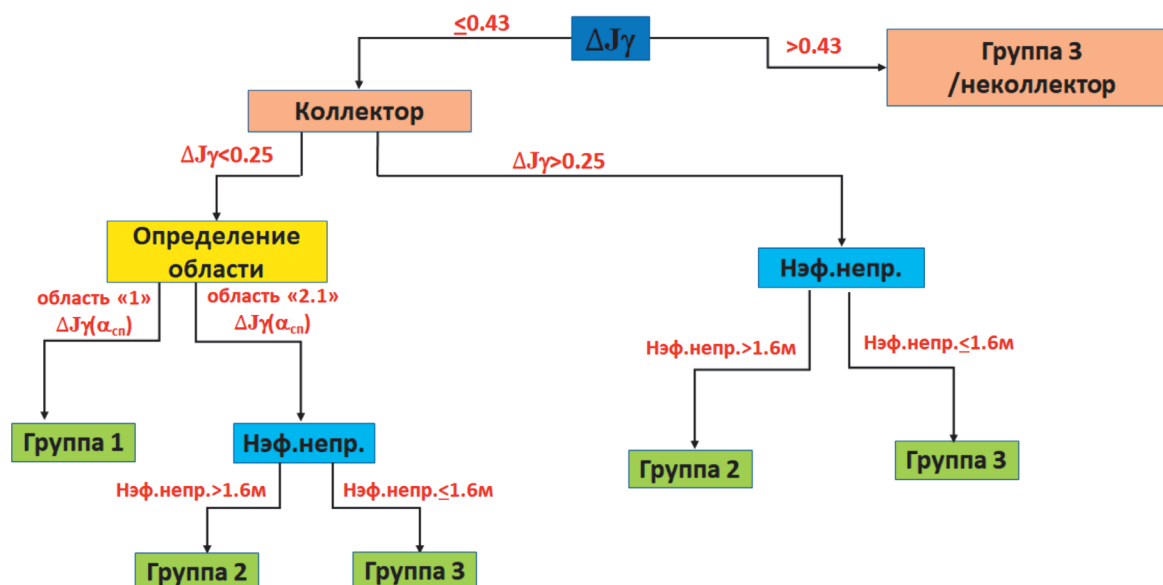 ≤0.43
ΔJγ
>0.43
Группа 3
/неколлектор
Коллектор
ΔJγ<0.25
ΔJγ>0.25
Определение
области
Нэф.непр.
область «1»
ΔJγ(αсп)
область «2.1»
ΔJγ(αсп)
Нэф.непр.>1.6м
Нэф.непр.≤1.6м
Группа 1
Нэф.непр.
Группа 2
Группа 3
Нэф.непр.>1.6м
Нэф.непр.≤1.6м
Группа 2
Группа 3